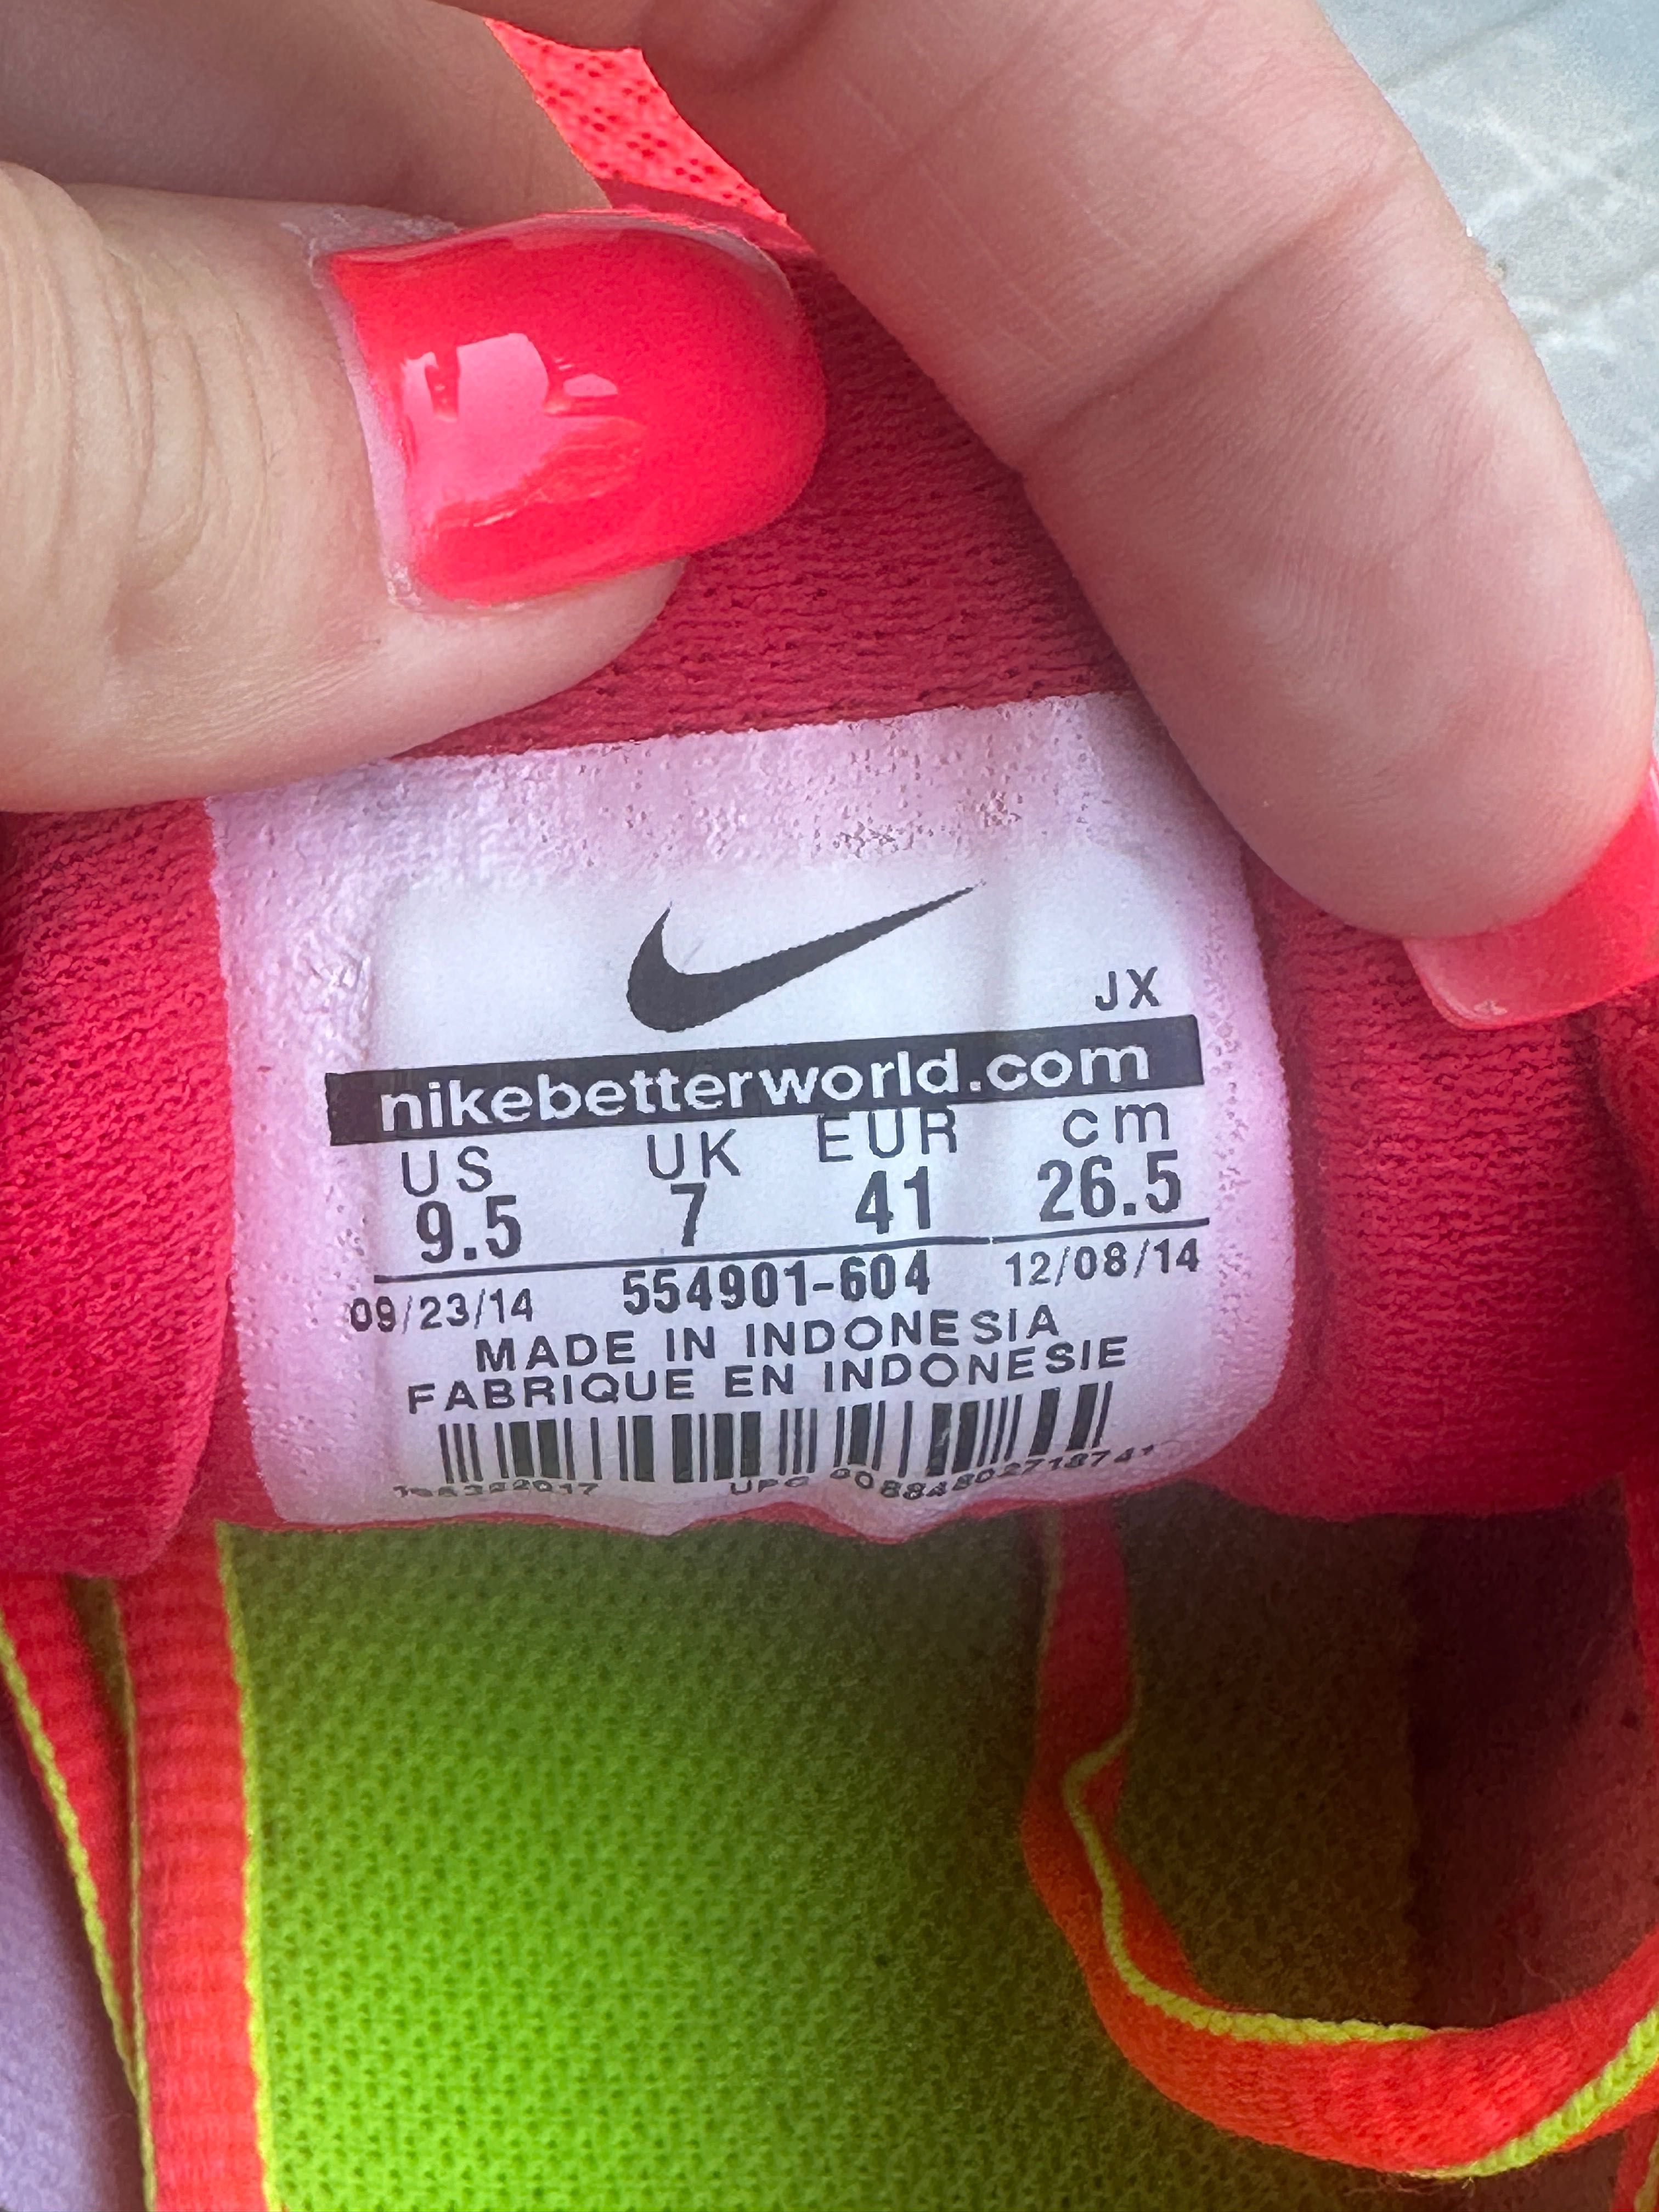 JX
nikebetterworld.com
US UK EUR cm
9.5 7 41 26.5
09/23/14 554901-604 12/08/14
MADE IN INDONESIA
FABRIQUE EN INDONESIE
UPC